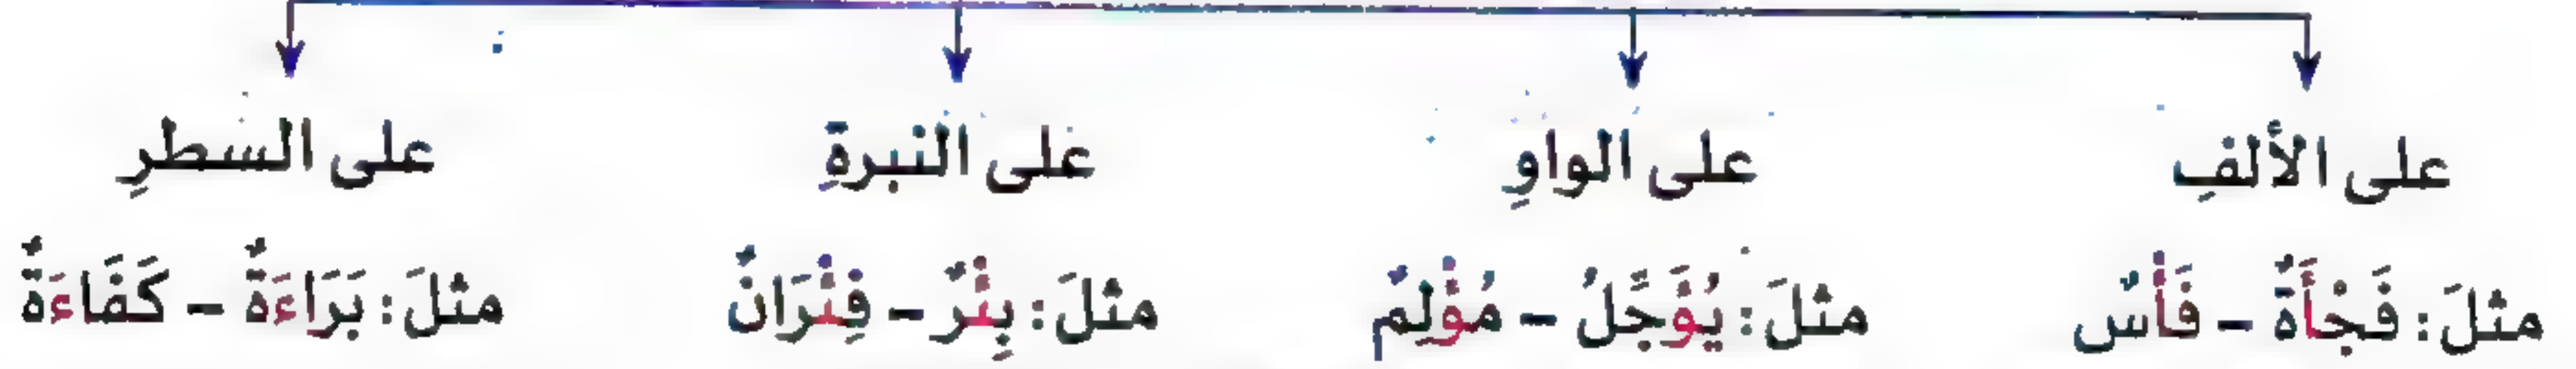 على الألفِ على الواوِ على النبرةِ على السطرِ
مثلَ: فَجْأَةٌ – فَأْسٌ مثلَ: يُؤَجَّلُ – مُؤْلِمٌ مثلَ: بِئْرٌ – فِئْرَانٌ مثلَ: بَرَاءَةٌ – كَفَاءَةٌ